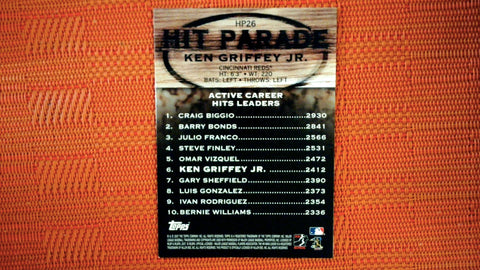 HP26
HIT PARADE
KEN GRIFFEY JR.
CINCINNATI REDS®
HT: 6'3" • WT: 220
BATS: LEFT • THROWS: LEFT
ACTIVE CAREER
HITS LEADERS
1. CRAIG BIGGIO 2930
2. BARRY BONDS 2841
3. JULIO FRANCO 2566
4. STEVE FINLEY 2531
5. OMAR VIZQUEL 2472
6. KEN GRIFFEY JR. 2412
7. GARY SHEFFIELD 2390
8. LUIS GONZALEZ 2373
9. IVAN RODRIGUEZ 2354
10. BERNIE WILLIAMS 2336
Topps